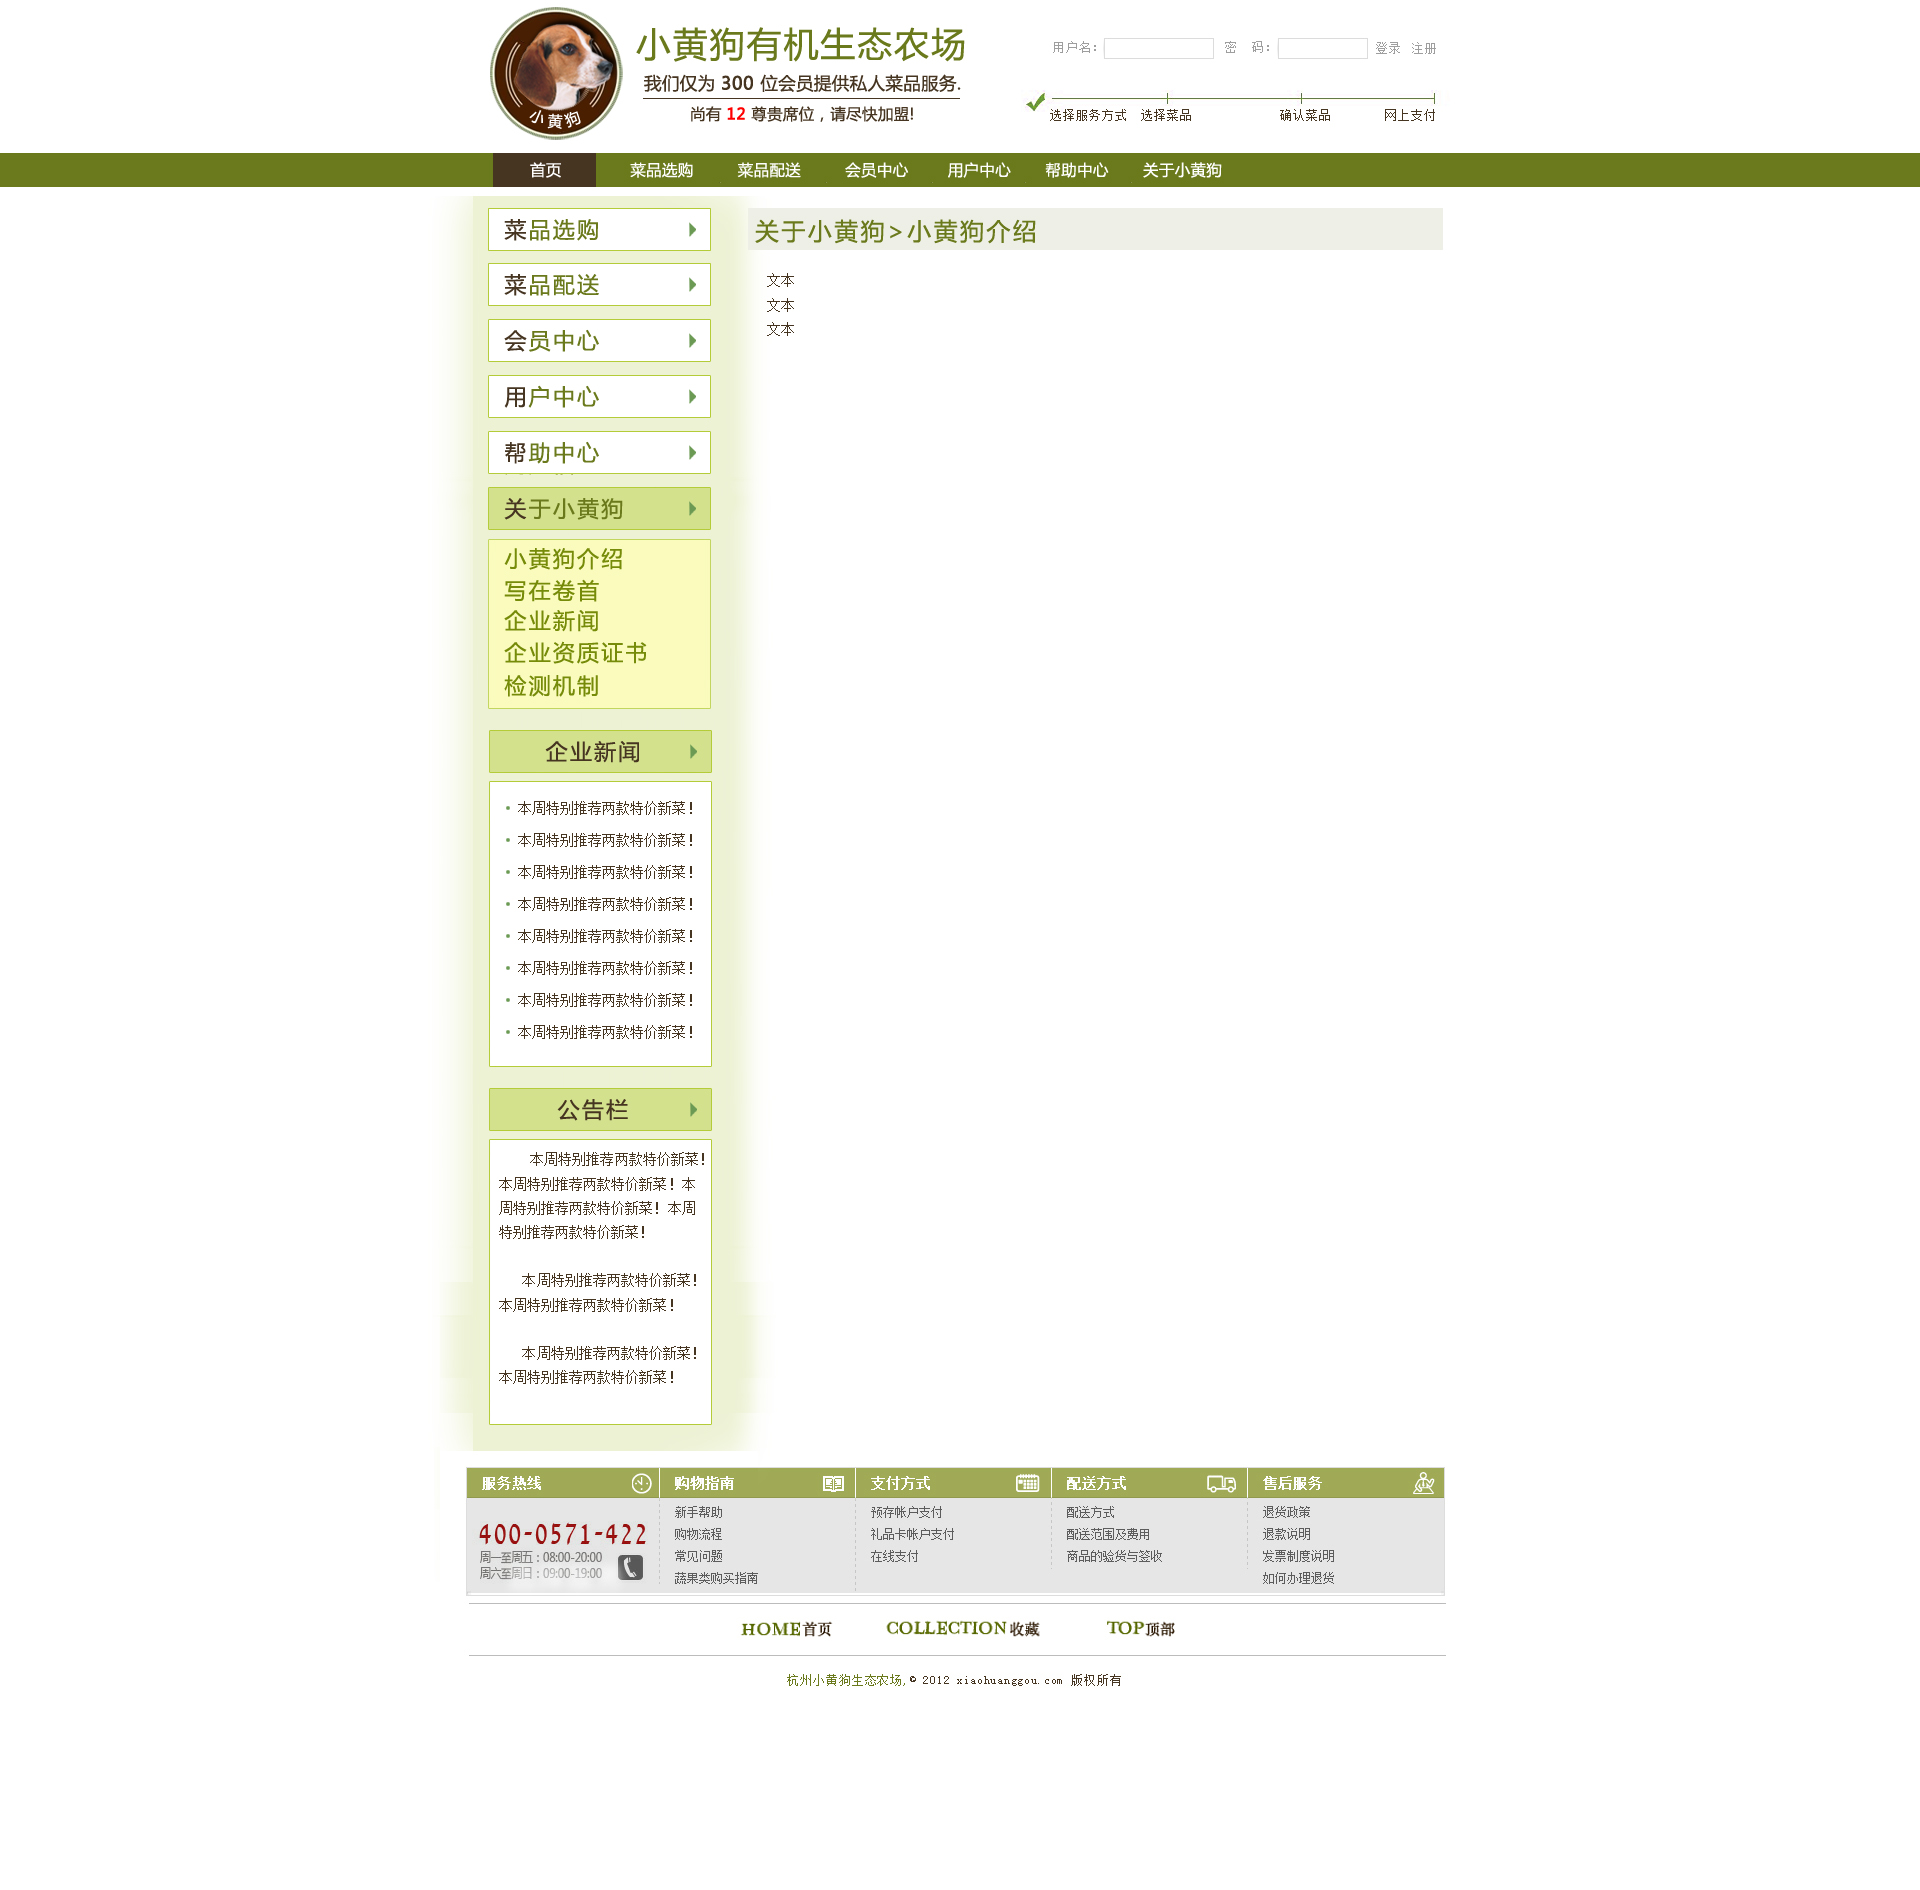 小黄狗
小黄狗有机生态农场
我们仅为 300 位会员提供私人菜品服务.
尚有 12 尊贵席位，请尽快加盟!
用户名: 密 码: 登录 注册
选择服务方式 选择菜品 确认菜品 网上支付
首页 菜品选购 菜品配送 会员中心 用户中心 帮助中心 关于小黄狗
菜品选购
菜品配送
会员中心
用户中心
帮助中心
关于小黄狗
小黄狗介绍
写在卷首
企业新闻
企业资质证书
检测机制
关于小黄狗>小黄狗介绍
文本
文本
文本
企业新闻
本周特别推荐两款特价新菜!
本周特别推荐两款特价新菜!
本周特别推荐两款特价新菜!
本周特别推荐两款特价新菜!
本周特别推荐两款特价新菜!
本周特别推荐两款特价新菜!
本周特别推荐两款特价新菜!
本周特别推荐两款特价新菜!
公告栏
本周特别推荐两款特价新菜!
本周特别推荐两款特价新菜! 本
周特别推荐两款特价新菜! 本周
特别推荐两款特价新菜!
本周特别推荐两款特价新菜!
本周特别推荐两款特价新菜!
本周特别推荐两款特价新菜!
本周特别推荐两款特价新菜!
服务热线
400-0571-422
周一至周五：08:00-20:00
周六至周日：09:00-19:00
购物指南
新手帮助
购物流程
常见问题
蔬果类购买指南
支付方式
预存帐户支付
礼品卡帐户支付
在线支付
配送方式
配送方式
配送范围及费用
商品的验货与签收
售后服务
退货政策
退款说明
发票制度说明
如何办理退货
HOME首页 COLLECTION收藏 TOP顶部
杭州小黄狗生态农场,© 2012 xiaohuanggou.com 版权所有